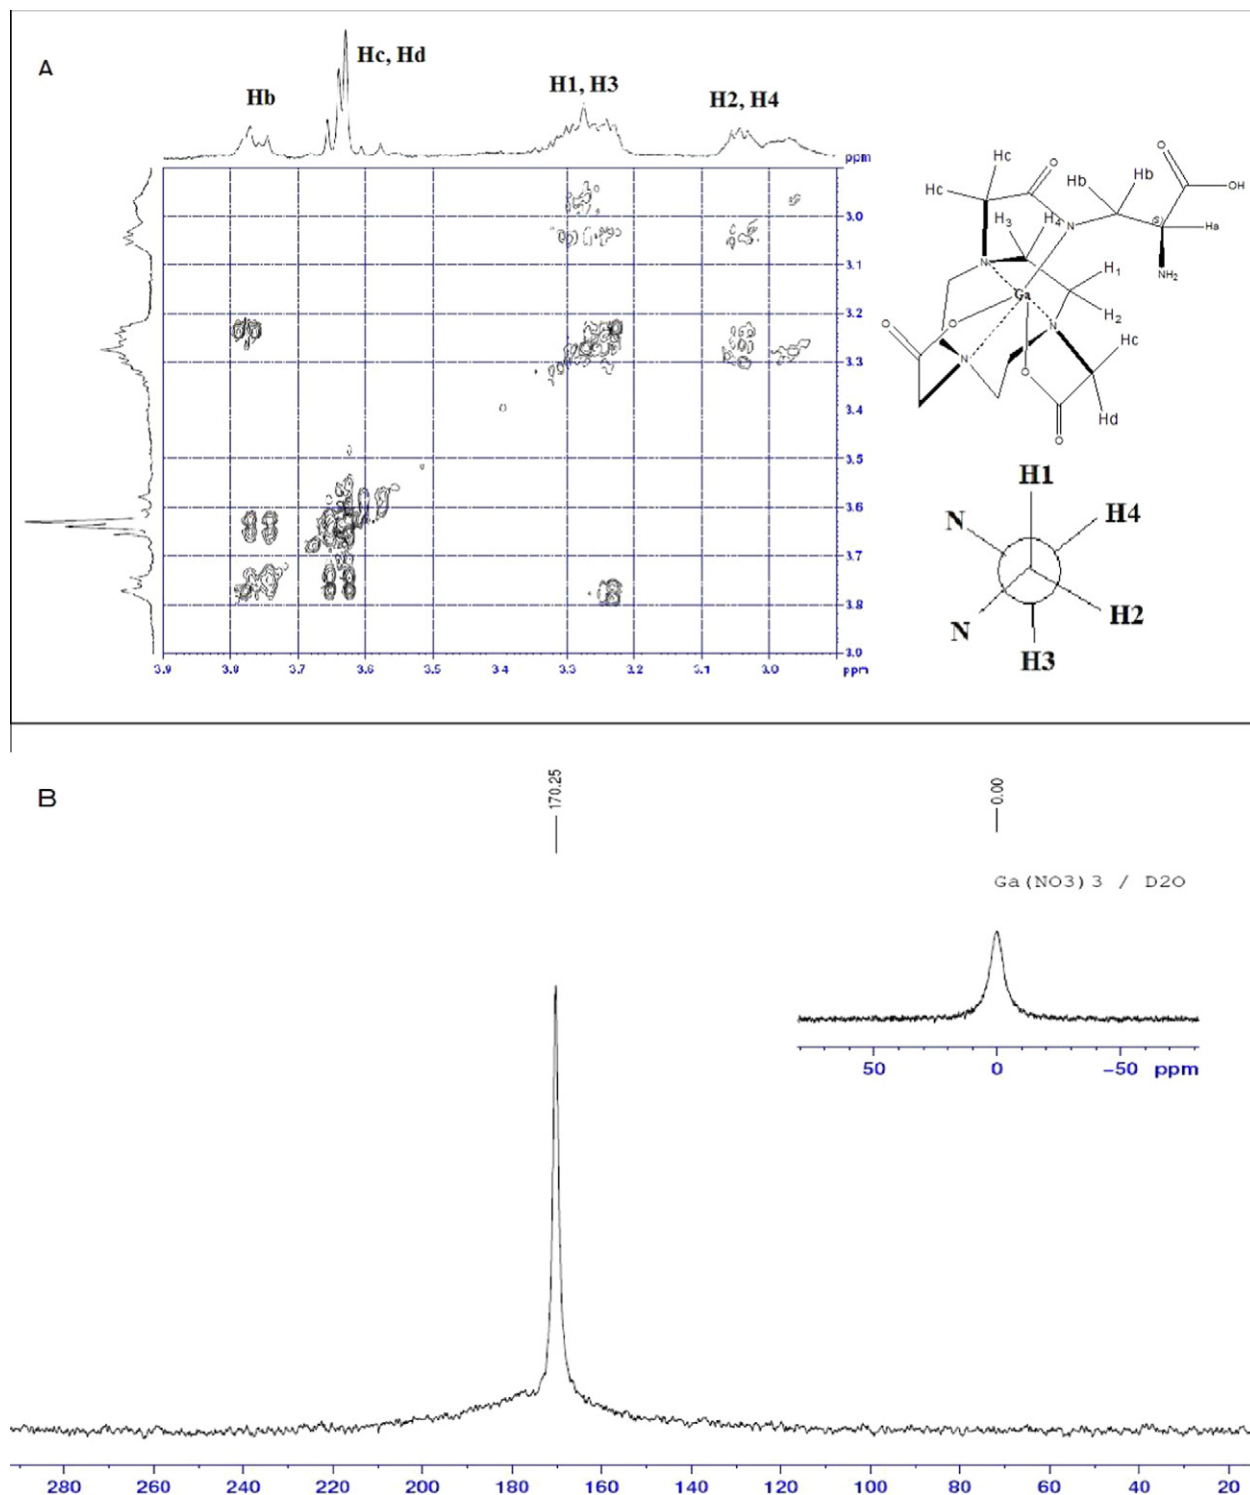 A
Hb
Hc, Hd
H1, H3
H2, H4
ppm
3.0
3.1
3.2
3.3
3.4
3.5
3.6
3.7
3.8
3.9
3.9 3.8 3.7 3.6 3.5 3.4 3.3 3.2 3.1 3.0 ppm
Hc
Hc
O
Hb
Hb
O
OH
H3
H4
N
(S)
Ha
NH2
N
H1
Ga
H2
O
O
N
Hc
N
O
Hd
O
H1
N
H4
N
H2
H3
B
170.25
0.00
Ga(NO3)3 / D2O
50 0 -50 ppm
280 260 240 220 200 180 160 140 120 100 80 60 40 20